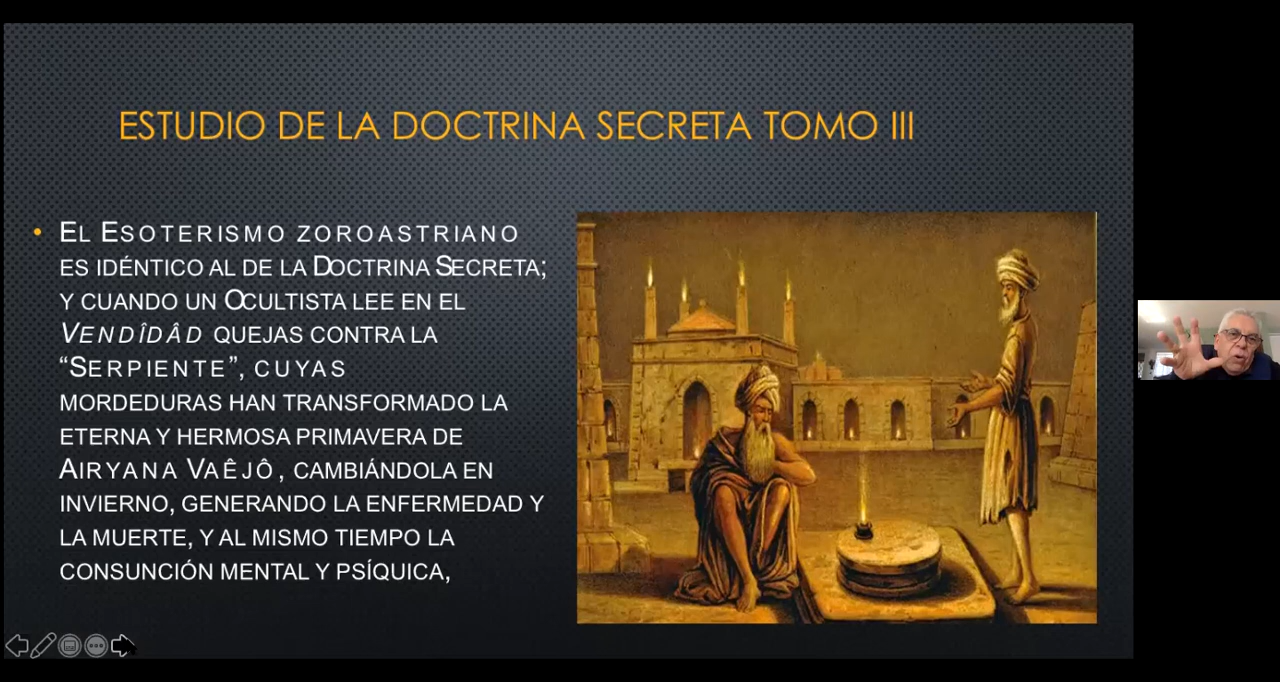 ESTUDIO DE LA DOCTRINA SECRETA TOMO III
• EL ESOTERISMO ZOROASTRIANO
ES IDÉNTICO AL DE LA DOCTRINA SECRETA;
Y CUANDO UN OCULTISTA LEE EN EL
VENDÎDÂD QUEJAS CONTRA LA
“SERPIENTE”, CUYAS
MORDEDURAS HAN TRANSFORMADO LA
ETERNA Y HERMOSA PRIMAVERA DE
AIRYANA VAÊJÔ, CAMBIÁNDOLA EN
INVIERNO, GENERANDO LA ENFERMEDAD Y
LA MUERTE, Y AL MISMO TIEMPO LA
CONSUNCIÓN MENTAL Y PSÍQUICA,